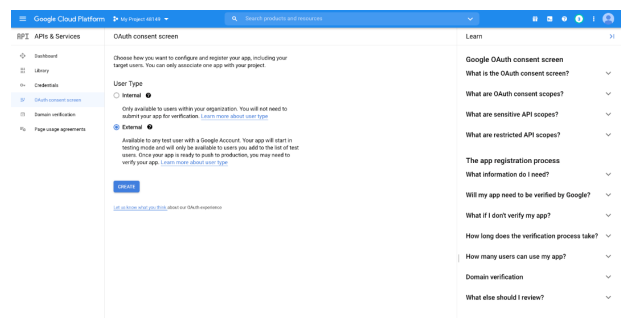 Google Cloud Platform
My Project 48149
Search products and resources
API APIs & Services
Dashboard
Library
Credentials
OAuth consent screen
Domain verification
Page usage agreements
OAuth consent screen
Choose how you want to configure and register your app, including your
target users. You can only associate one app with your project.
User Type
Internal
Only available to users within your organization. You will not need to
submit your app for verification. Learn more about user type
External
Available to any test user with a Google Account. Your app will start in
testing mode and will only be available to users you add to the list of test
users. Once your app is ready to push to production, you may need to
verify your app. Learn more about user type
CREATE
Let us know what you think about our OAuth experience
Learn
Google OAuth consent screen
What is the OAuth consent screen?
What are OAuth consent scopes?
What are sensitive API scopes?
What are restricted API scopes?
The app registration process
What information do I need?
Will my app need to be verified by Google?
What if I don't verify my app?
How long does the verification process take?
How many users can use my app?
Domain verification
What else should I review?